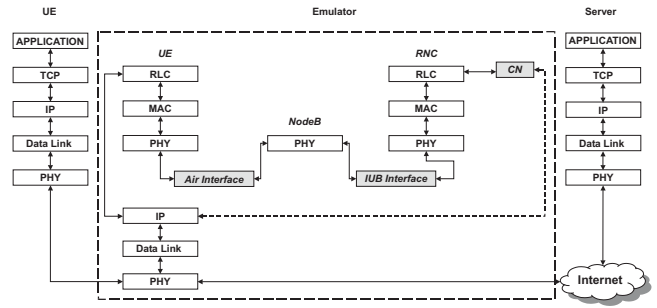 UE Emulator Server
APPLICATION APPLICATION
UE RNC
TCP RLC RLC CN TCP
IP MAC MAC IP
NodeB
Data Link PHY PHY PHY Data Link
PHY Air Interface IUB Interface PHY
IP
Data Link
PHY Internet